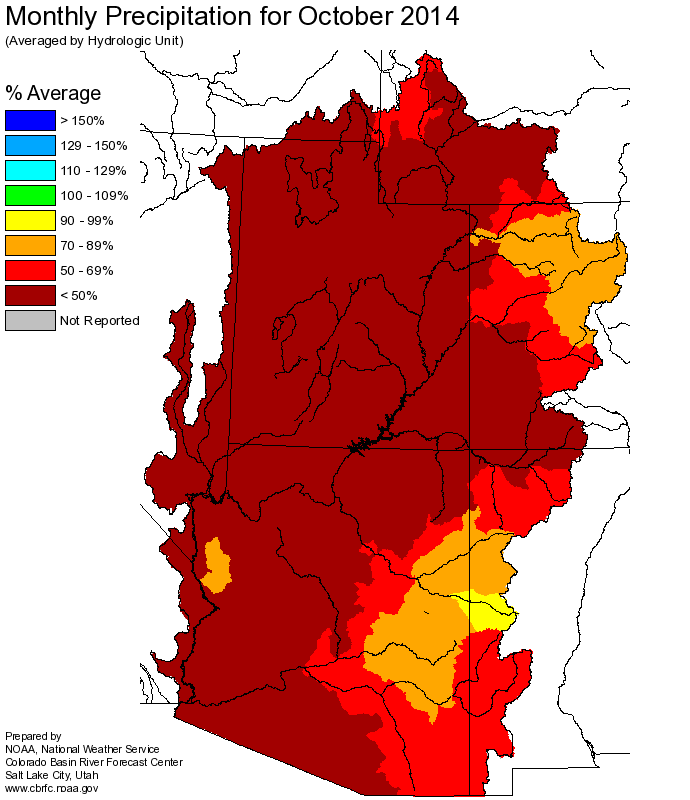 Monthly Precipitation for October 2014
(Averaged by Hydrologic Unit)
% Average
> 150%
129 - 150%
110 - 129%
100 - 109%
90 - 99%
70 - 89%
50 - 69%
< 50%
Not Reported
Prepared by
NOAA, National Weather Service
Colorado Basin River Forecast Center
Salt Lake City, Utah
www.cbrfc.noaa.gov